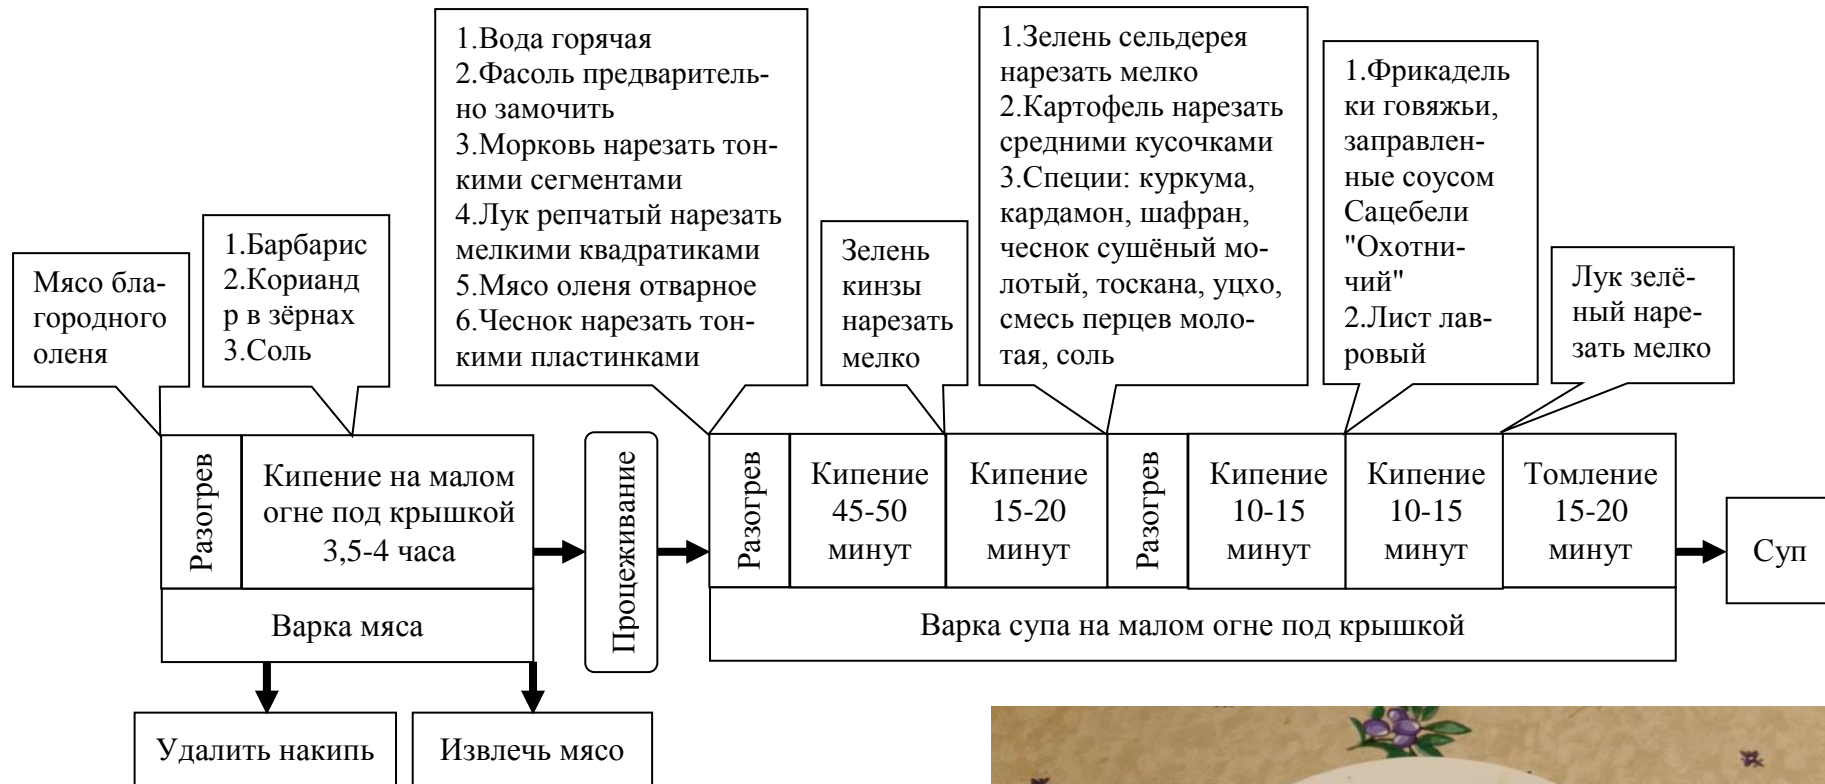 Мясо бла-
городного
оленя
1.Барбарис
2.Корианд
р в зёрнах
3.Соль
1.Вода горячая
2.Фасоль предваритель-
но замочить
3.Морковь нарезать тон-
кими сегментами
4.Лук репчатый нарезать
мелкими квадратиками
5.Мясо оленя отварное
6.Чеснок нарезать тон-
кими пластинками
Зелень
кинзы
нарезать
мелко
1.Зелень сельдерея
нарезать мелко
2.Картофель нарезать
средними кусочками
3.Специи: куркума,
кардамон, шафран,
чеснок сушёный мо-
лотый, тоскана, уцхо,
смесь перцев моло-
тая, соль
1.Фрикадель
ки говяжьи,
заправлен-
ные соусом
Сацебели
"Охотни-
чий"
2.Лист лав-
ровый
Лук зелё-
ный наре-
зать мелко
Разогрев
Кипение на малом
огне под крышкой
3,5-4 часа
Варка мяса
Удалить накипь
Извлечь мясо
Процеживание
Разогрев
Кипение
45-50
минут
Кипение
15-20
минут
Разогрев
Кипение
10-15
минут
Кипение
10-15
минут
Томление
15-20
минут
Варка супа на малом огне под крышкой
Суп